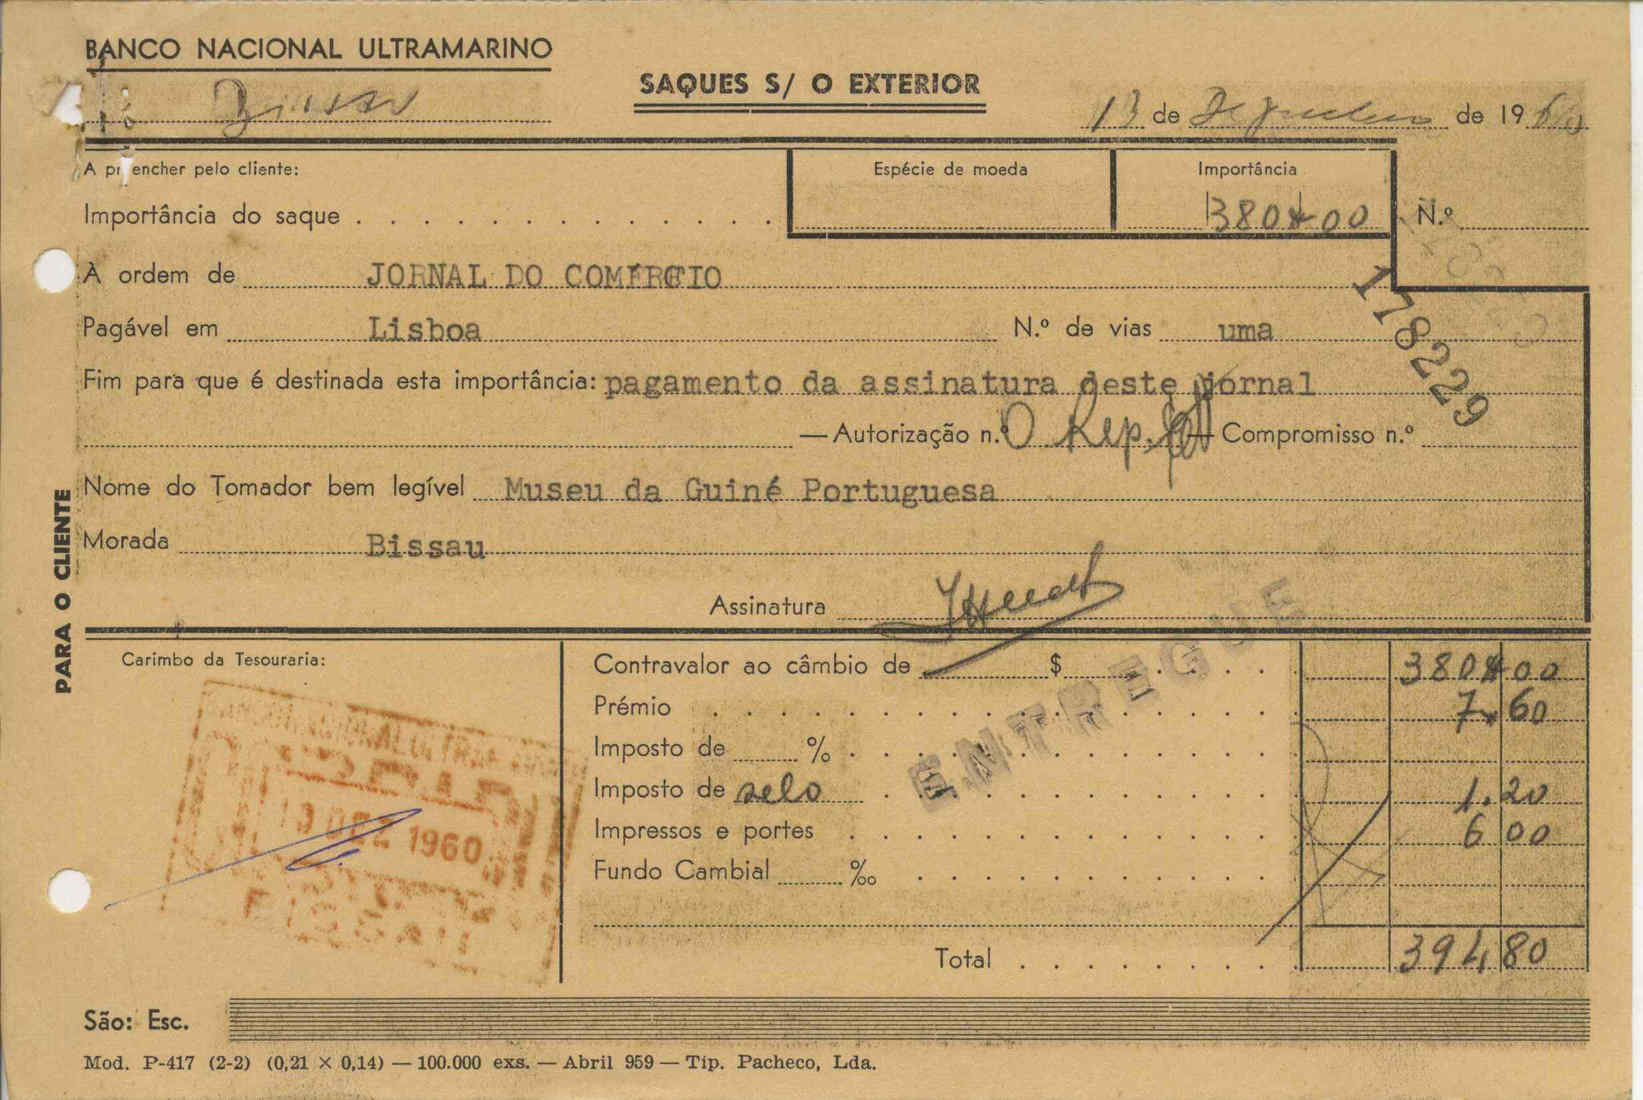 BANCO NACIONAL ULTRAMARINO
Bissau
SAQUES S/ O EXTERIOR
13 de Dezembro de 1960
A preencher pelo cliente:
Espécie de moeda
Importância
Importância do saque . . . . . . . . . . . . .
380$00
N.º
À ordem de JORNAL DO COMÉRCIO
178229
Pagável em Lisboa N.º de vias uma
Fim para que é destinada esta importância: pagamento da assinatura deste jornal
— Autorização n.º O Rep. — Compromisso n.º
Nome do Tomador bem legível Museu da Guiné Portuguesa
Morada Bissau
Assinatura
PARA O CLIENTE
ENTREGUE
Carimbo da Tesouraria:
13 DEZ 1960
BISSAU
Contravalor ao câmbio de $ 380$00
Prémio 7.60
Imposto de %
Imposto de selo 1.20
Impressos e portes 6 00
Fundo Cambial ‰
Total 394,80
São: Esc.
Mod. P-417 (2-2) (0,21 × 0,14) — 100.000 exs. — Abril 959 — Tip. Pacheco, Lda.